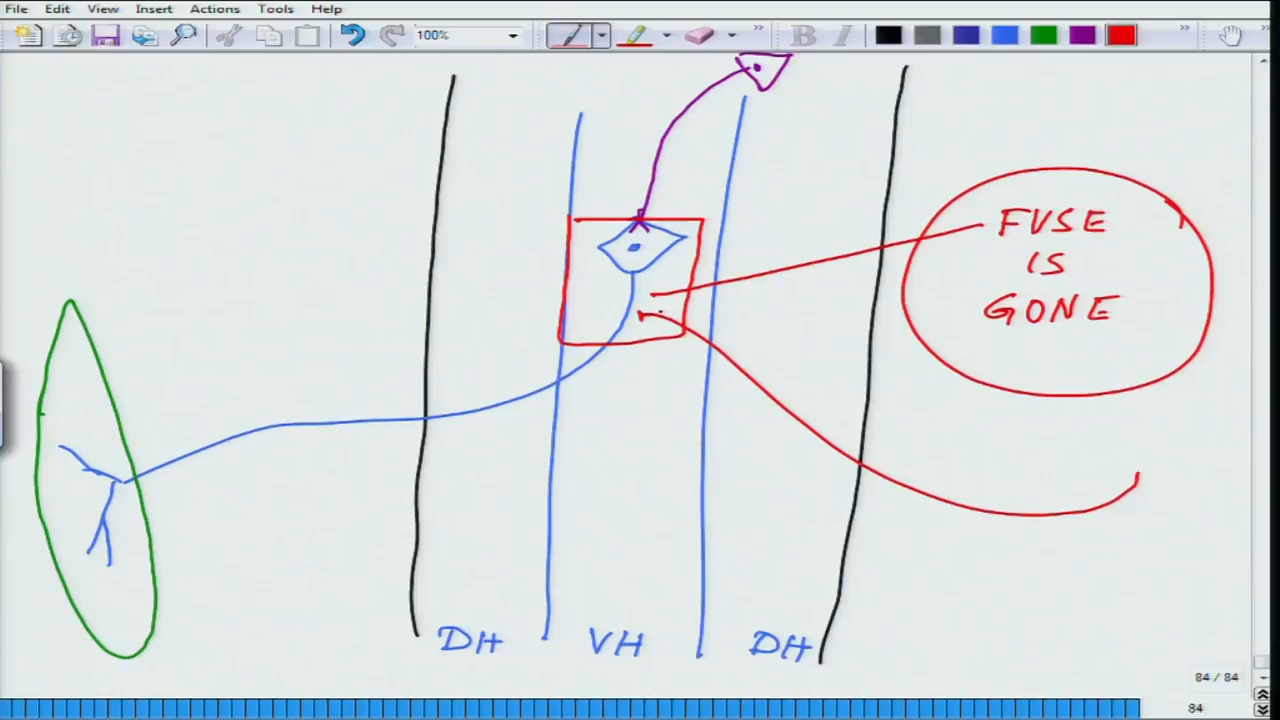 File Edit View Insert Actions Tools Help
100%
B I
FUSE
IS
GONE
DH VH DH
84 / 84
84